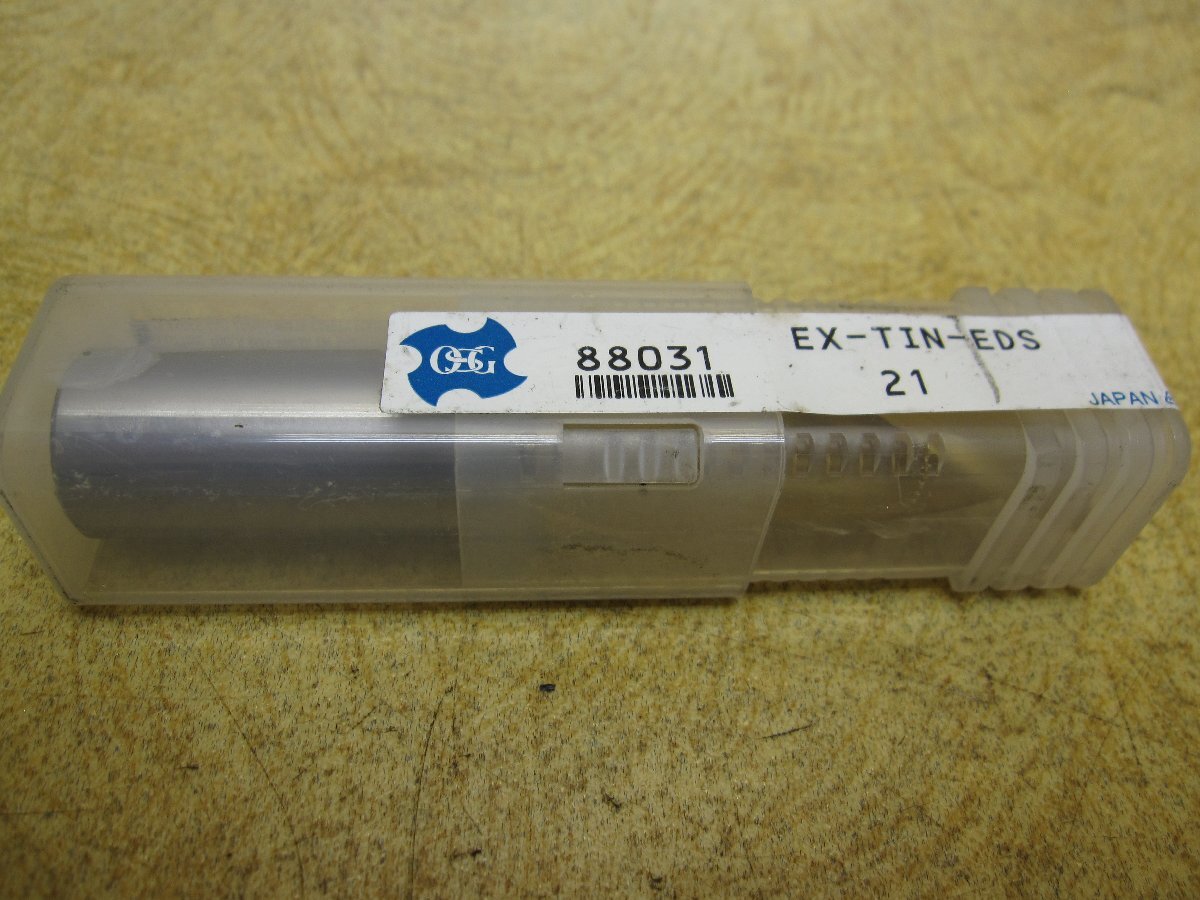 OSG
88031
EX-TIN-EDS
21
JAPAN